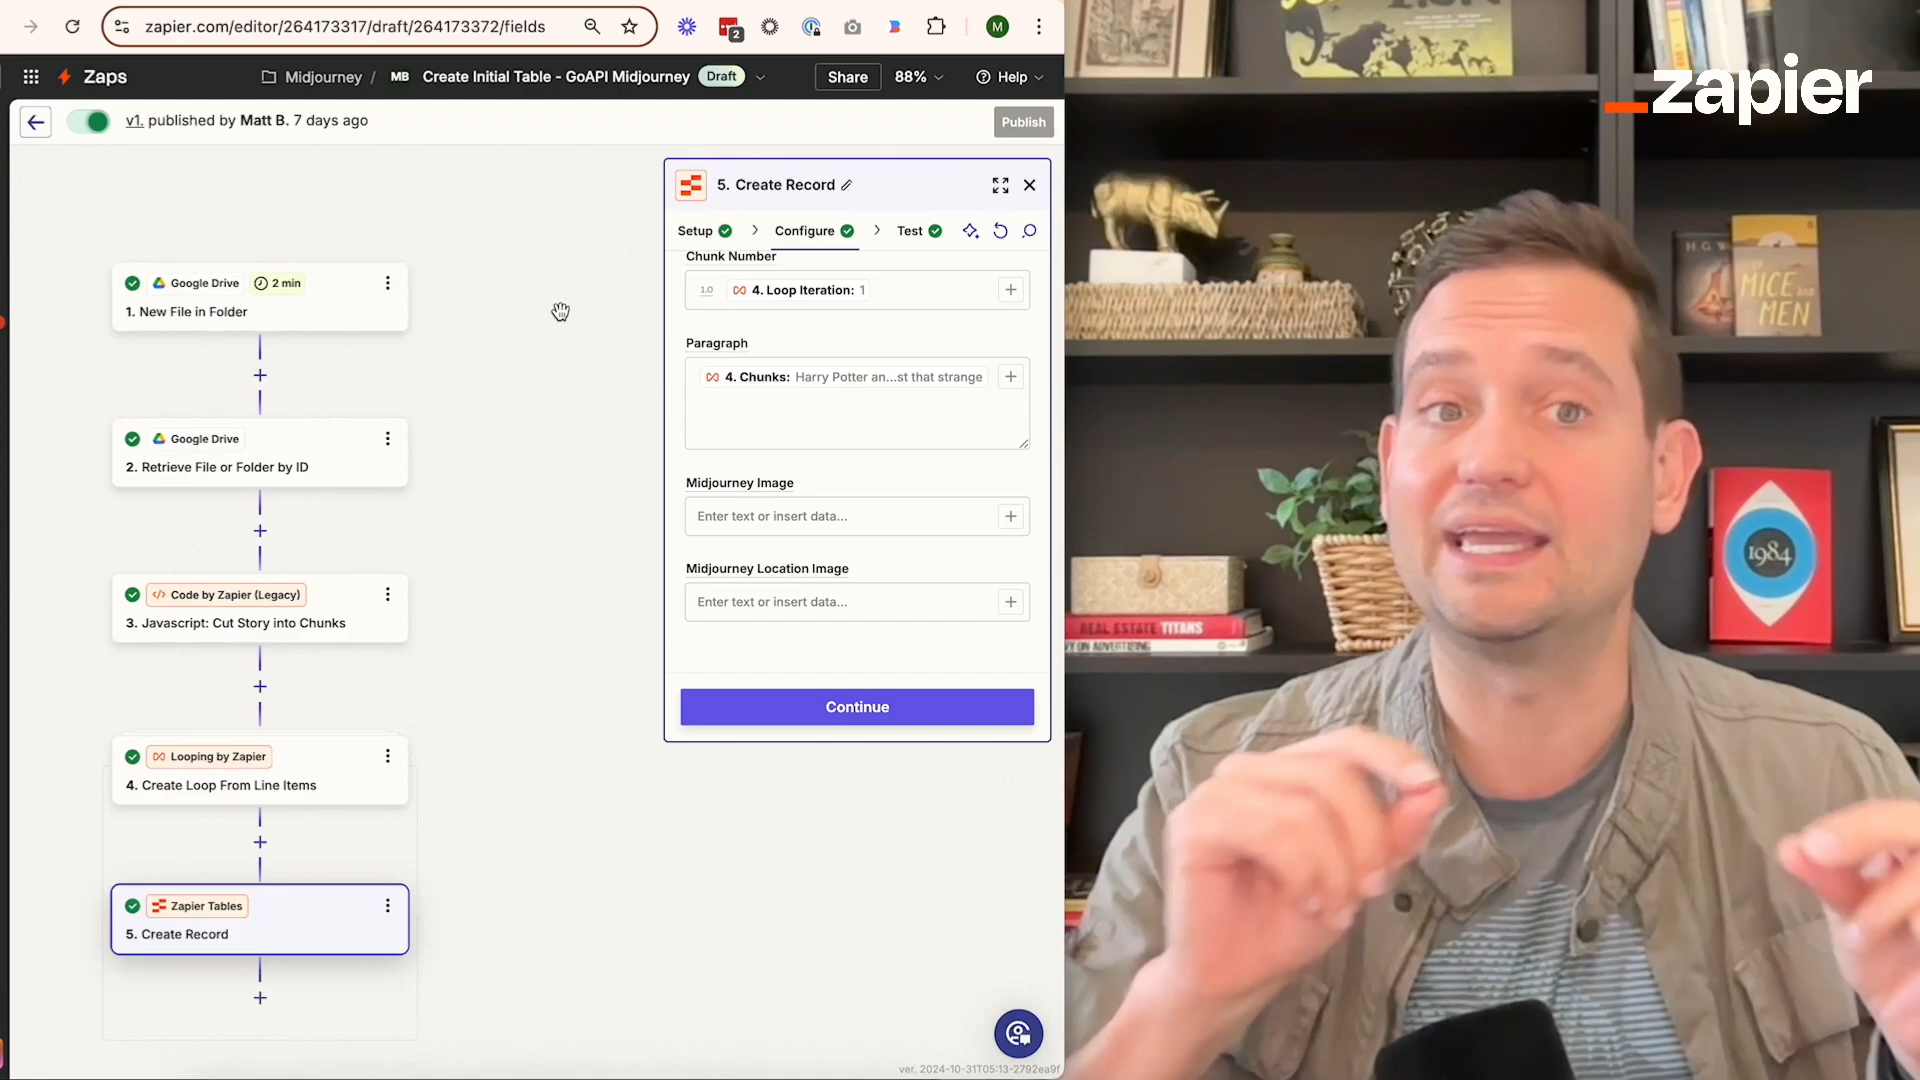 zapier.com/editor/264173317/draft/264173372/fields
2
M
Zaps
Midjourney /
MB Create Initial Table - GoAPI Midjourney Draft
Share
88%
Help
v1. published by Matt B. 7 days ago
Publish
Google Drive
2 min
1. New File in Folder
Google Drive
2. Retrieve File or Folder by ID
Code by Zapier (Legacy)
3. Javascript: Cut Story into Chunks
Looping by Zapier
4. Create Loop From Line Items
Zapier Tables
5. Create Record
5. Create Record
Setup
Configure
Test
Chunk Number
1.0
4. Loop Iteration: 1
Paragraph
4. Chunks: Harry Potter an...st that strange
Midjourney Image
Enter text or insert data...
Midjourney Location Image
Enter text or insert data...
Continue
ver. 2024-10-31T05:13-2792ea9f
zapier
H. G. W
MICE
MEN
1984
REAL ESTATE TITANS
ON ADVERTISING